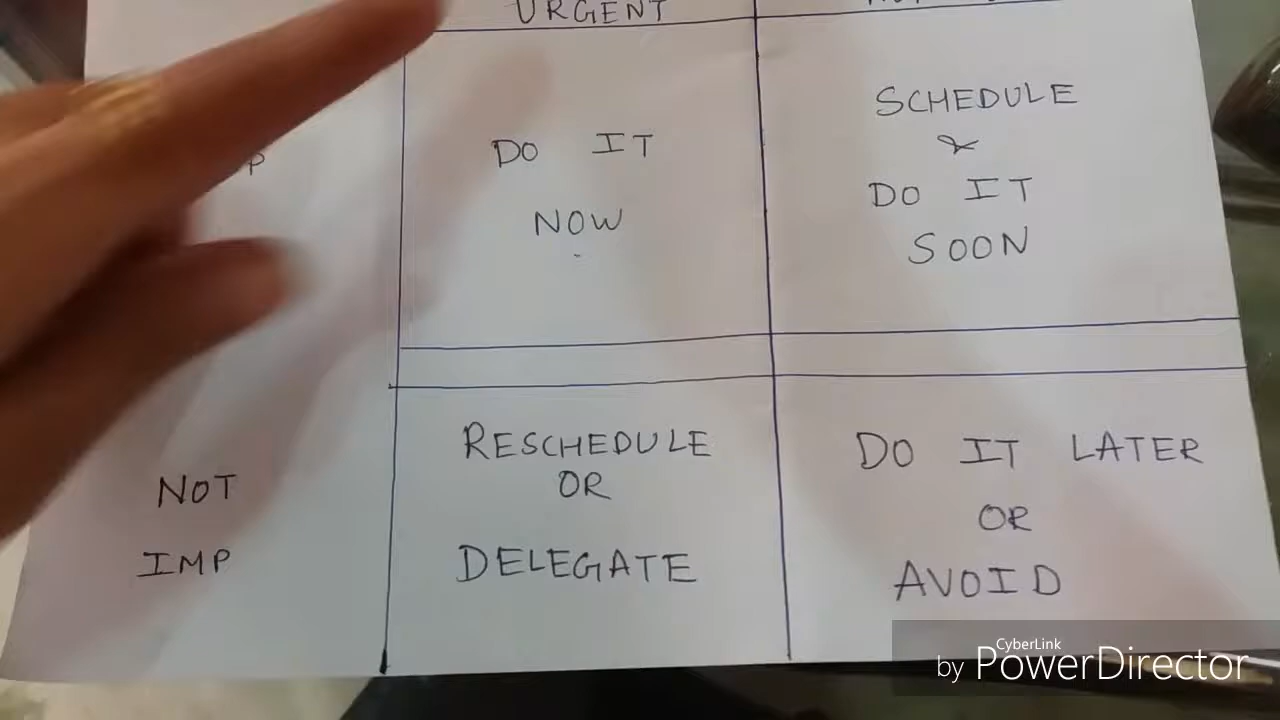 URGENT
P
DO IT
NOW
SCHEDULE
&
DO IT
SOON
NOT
IMP
RESCHEDULE
OR
DELEGATE
DO IT LATER
OR
AVOID
CyberLink
by PowerDirector